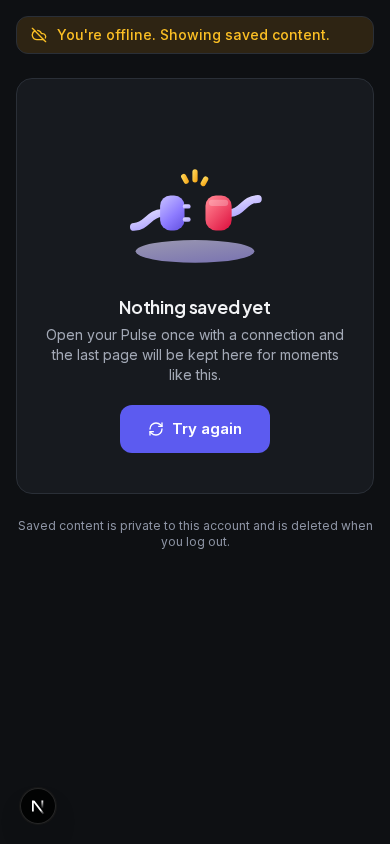 You're offline. Showing saved content.
Nothing saved yet
Open your Pulse once with a connection and
the last page will be kept here for moments
like this.
Try again
Saved content is private to this account and is deleted when
you log out.
N